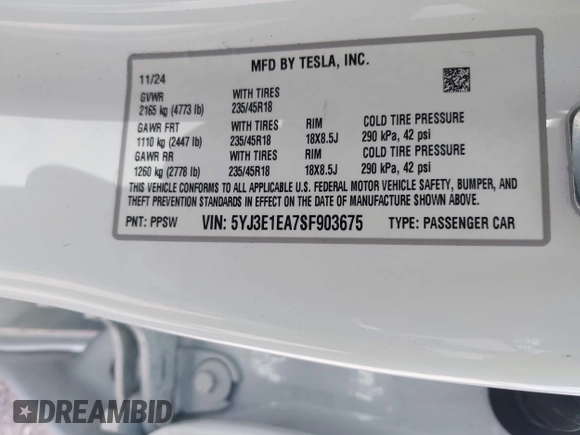 MFD BY TESLA, INC.
11/24
GVWR WITH TIRES
2165 kg (4773 lb) 235/45R18
GAWR FRT WITH TIRES RIM COLD TIRE PRESSURE
1110 kg (2447 lb) 235/45R18 18X8.5J 290 kPa, 42 psi
GAWR RR WITH TIRES RIM COLD TIRE PRESSURE
1260 kg (2778 lb) 235/45R18 18X8.5J 290 kPa, 42 psi
THIS VEHICLE CONFORMS TO ALL APPLICABLE U.S. FEDERAL MOTOR VEHICLE SAFETY, BUMPER, AND
THEFT PREVENTION STANDARDS IN EFFECT ON THE DATE OF MANUFACTURE SHOWN ABOVE.
PNT: PPSW VIN: 5YJ3E1EA7SF903675 TYPE: PASSENGER CAR
DREAMBID